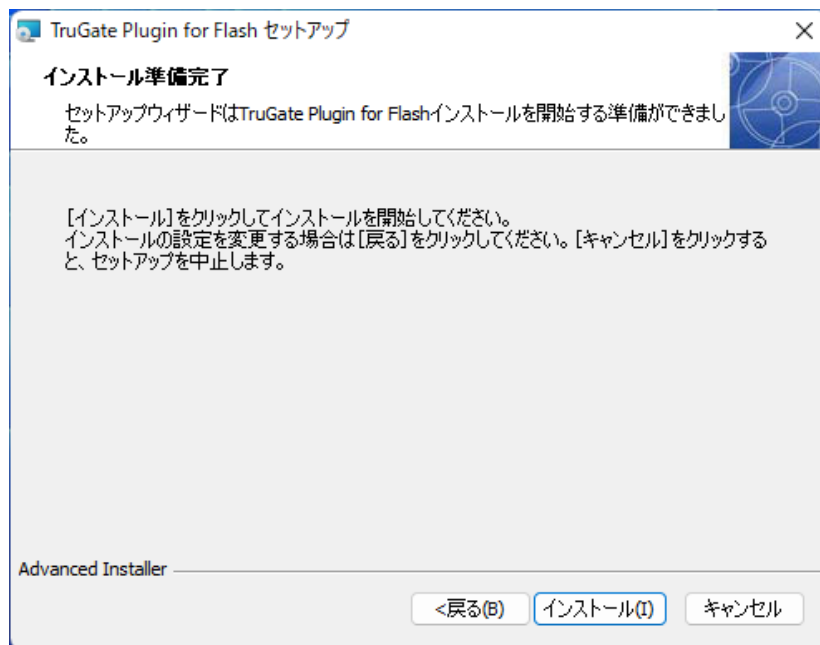 TruGate Plugin for Flash セットアップ
インストール準備完了
セットアップウィザードはTruGate Plugin for Flashインストールを開始する準備ができまし
た。
[インストール]をクリックしてインストールを開始してください。
インストールの設定を変更する場合は[戻る]をクリックしてください。[キャンセル]をクリックする
と、セットアップを中止します。
Advanced Installer
<戻る(B) インストール(I) キャンセル